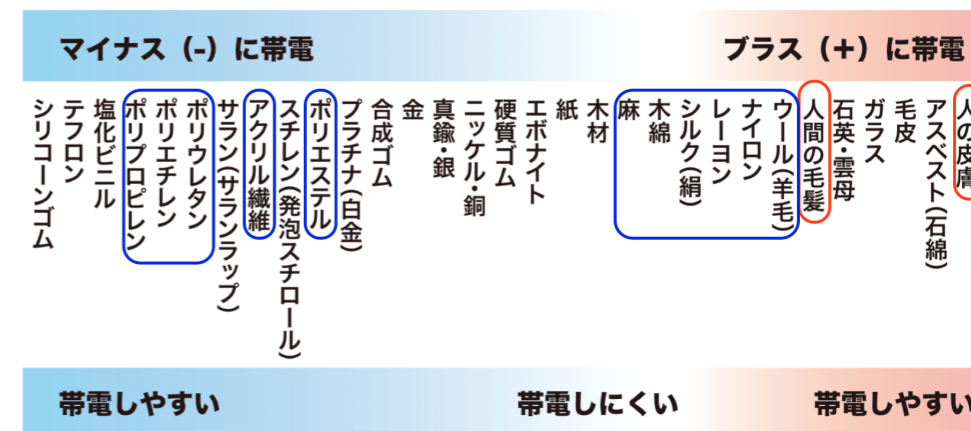 マイナス（-）に帯電
ブラス（+）に帯電
シリコーンゴム
テフロン
塩化ビニル
ポリプロピレン
ポリエチレン
ポリウレタン
サラン(サランラップ)
アクリル繊維
スチレン(発泡スチロール)
ポリエステル
プラチナ(白金)
合成ゴム
金
真鍮・銀
ニッケル・銅
硬質ゴム
エボナイト
紙
木材
麻
木綿
シルク(絹)
レーヨン
ナイロン
ウール(羊毛)
人間の毛髪
石英・雲母
ガラス
毛皮
アスベスト(石綿)
人の皮膚
帯電しやすい
帯電しにくい
帯電しやすい